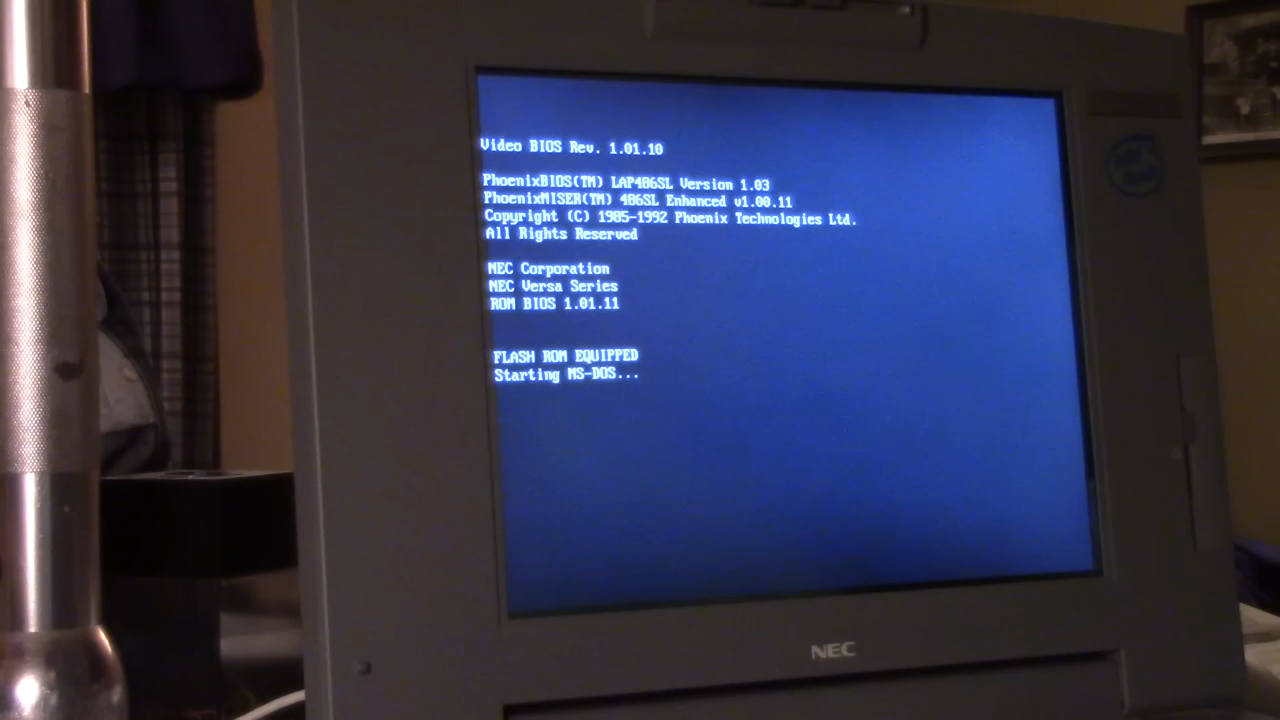 Video BIOS Rev. 1.01.10
PhoenixBIOS(TM) LAP486SL Version 1.03
PhoenixMISER(TM) 486SL Enhanced v1.00.11
Copyright (C) 1985-1992 Phoenix Technologies Ltd.
All Rights Reserved
NEC Corporation
NEC Versa Series
ROM BIOS 1.01.11
FLASH ROM EQUIPPED
Starting MS-DOS...
NEC